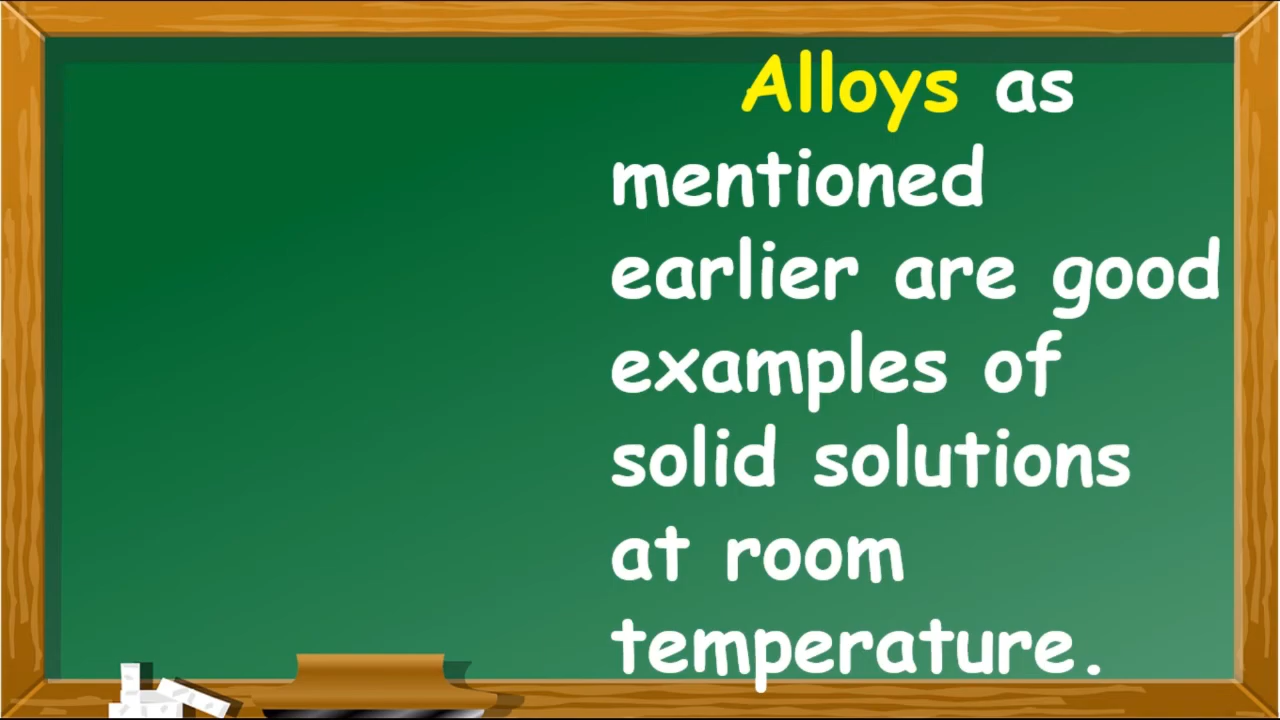 Alloys as
mentioned
earlier are good
examples of
solid solutions
at room
temperature.